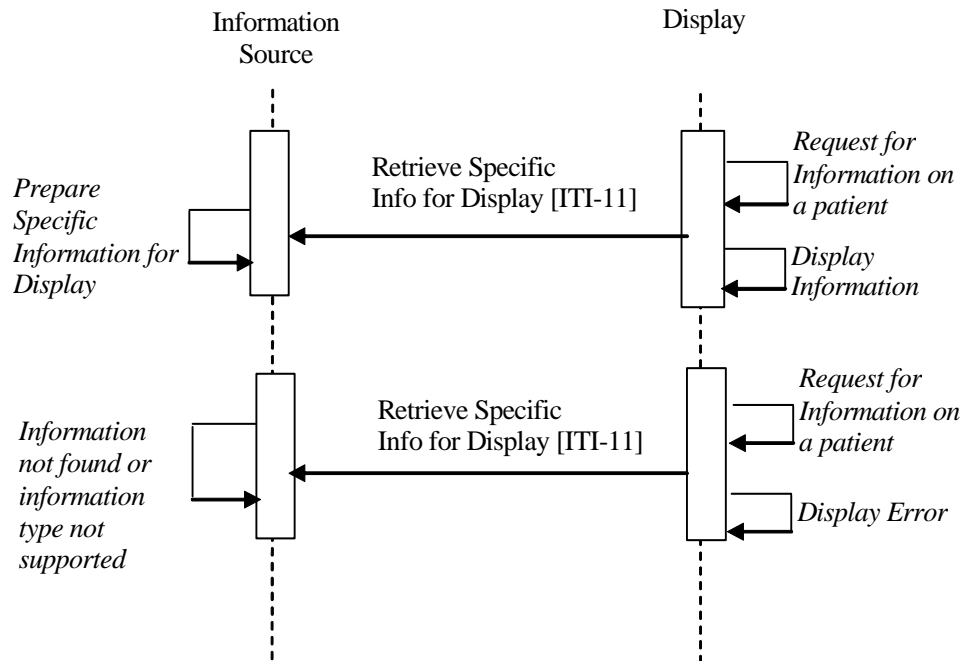 Information
Source
Display
Request for
Information on
a patient
Retrieve Specific
Info for Display [ITI-11]
Prepare
Specific
Information for
Display
Display
Information
Request for
Information on
a patient
Retrieve Specific
Info for Display [ITI-11]
Information
not found or
information
type not
supported
Display Error